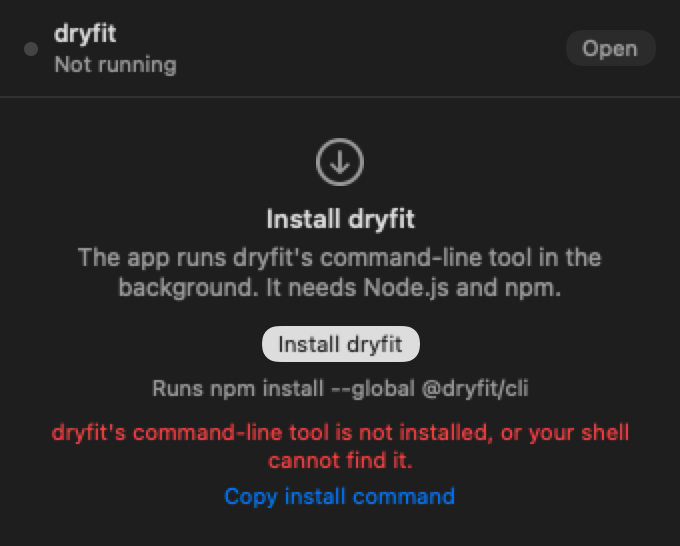 dryfit
Not running
Open
Install dryfit
The app runs dryfit's command-line tool in the
background. It needs Node.js and npm.
Install dryfit
Runs npm install --global @dryfit/cli
dryfit's command-line tool is not installed, or your shell
cannot find it.
Copy install command